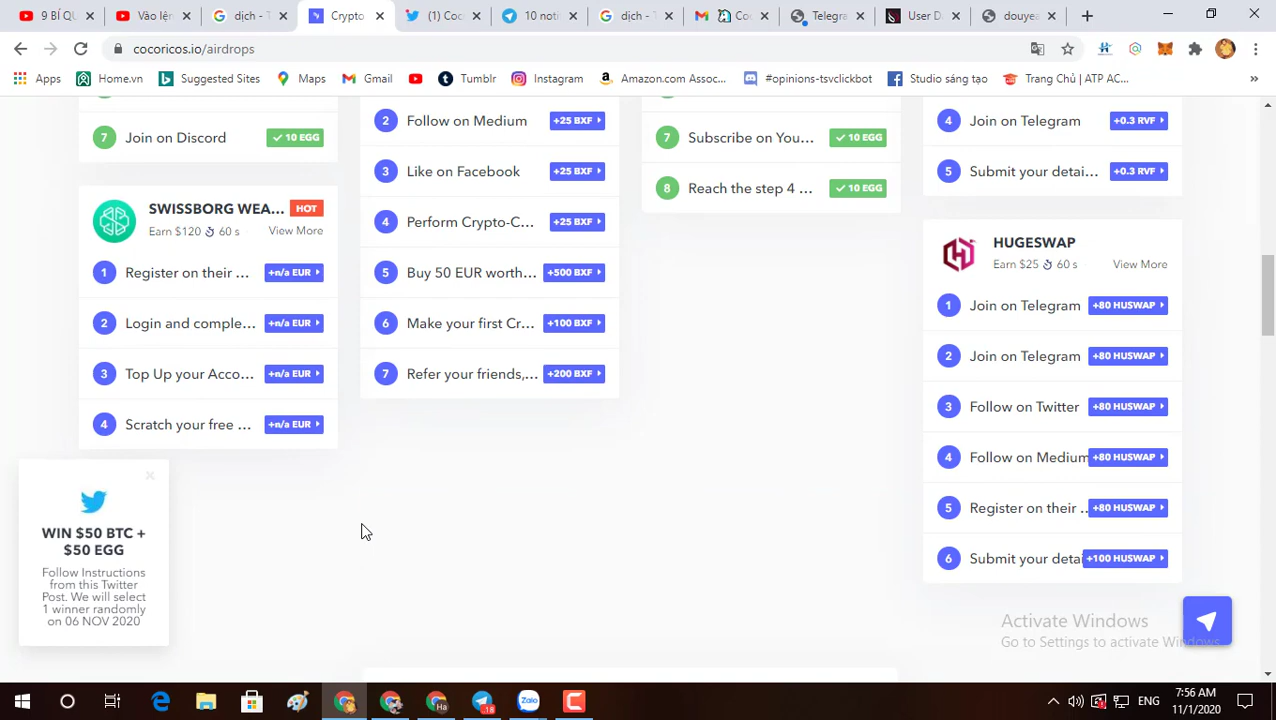 9 BÍ QU
Vào lện
dịch - T
Crypto
(1) Coc
10 noti
dịch - T
Coc
Telegra
User D
douyec
cocoricos.io/airdrops
Apps
Home.vn
Suggested Sites
Maps
Gmail
Tumblr
Instagram
Amazon.com Assoc...
#opinions-tsvclickbot
Studio sáng tạo
Trang Chủ | ATP AC...
»
7 Join on Discord ✓ 10 EGG
SWISSBORG WEA... HOT
Earn $120 60 s View More
1 Register on their ... +n/a EUR
2 Login and comple... +n/a EUR
3 Top Up your Acco... +n/a EUR
4 Scratch your free ... +n/a EUR
2 Follow on Medium +25 BXF
3 Like on Facebook +25 BXF
4 Perform Crypto-C... +25 BXF
5 Buy 50 EUR worth... +500 BXF
6 Make your first Cr... +100 BXF
7 Refer your friends,... +200 BXF
7 Subscribe on You... ✓ 10 EGG
8 Reach the step 4 ... ✓ 10 EGG
4 Join on Telegram +0.3 RVF
5 Submit your detai... +0.3 RVF
HUGESWAP
Earn $25 60 s View More
1 Join on Telegram +80 HUSWAP
2 Join on Telegram +80 HUSWAP
3 Follow on Twitter +80 HUSWAP
4 Follow on Medium +80 HUSWAP
5 Register on their .. +80 HUSWAP
6 Submit your detai +100 HUSWAP
WIN $50 BTC +
$50 EGG
Follow Instructions
from this Twitter
Post. We will select
1 winner randomly
on 06 NOV 2020
Activate Windows
Go to Settings to activate Windows.
Ha
18
Zalo
ENG
7:56 AM
11/1/2020